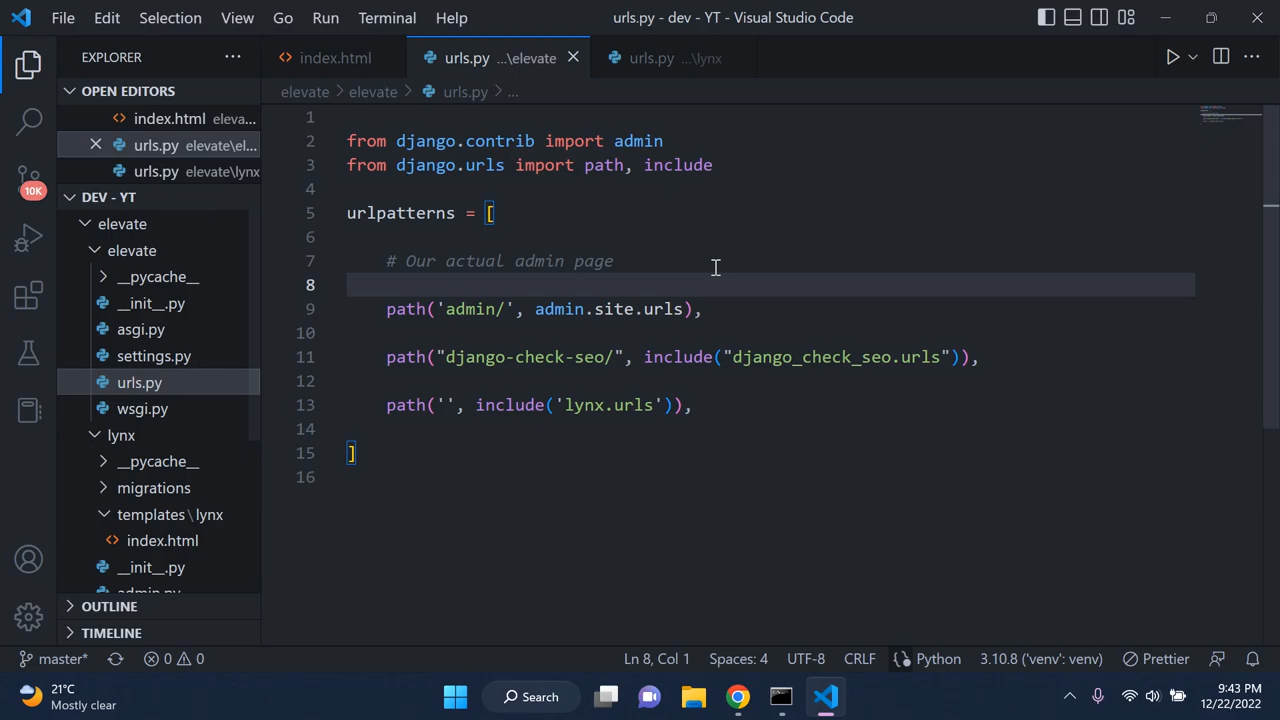 File Edit Selection View Go Run Terminal Help urls.py - dev - YT - Visual Studio Code
EXPLORER
index.html urls.py ...\elevate urls.py ...\lynx
OPEN EDITORS
elevate > elevate > urls.py > ...
index.html eleva...
urls.py elevate\el...
urls.py elevate\lynx
10K
DEV - YT
elevate
elevate
__pycache__
__init__.py
asgi.py
settings.py
urls.py
wsgi.py
lynx
__pycache__
migrations
templates\lynx
index.html
__init__.py
admin.py
OUTLINE
TIMELINE
1
2 from django.contrib import admin
3 from django.urls import path, include
4
5 urlpatterns = [
6
7 # Our actual admin page
8
9 path('admin/', admin.site.urls),
10
11 path("django-check-seo/", include("django_check_seo.urls")),
12
13 path('', include('lynx.urls')),
14
15 ]
16
master* 0 0 Ln 8, Col 1 Spaces: 4 UTF-8 CRLF Python 3.10.8 ('venv': venv) Prettier
21°C
Mostly clear
Search
9:43 PM
12/22/2022